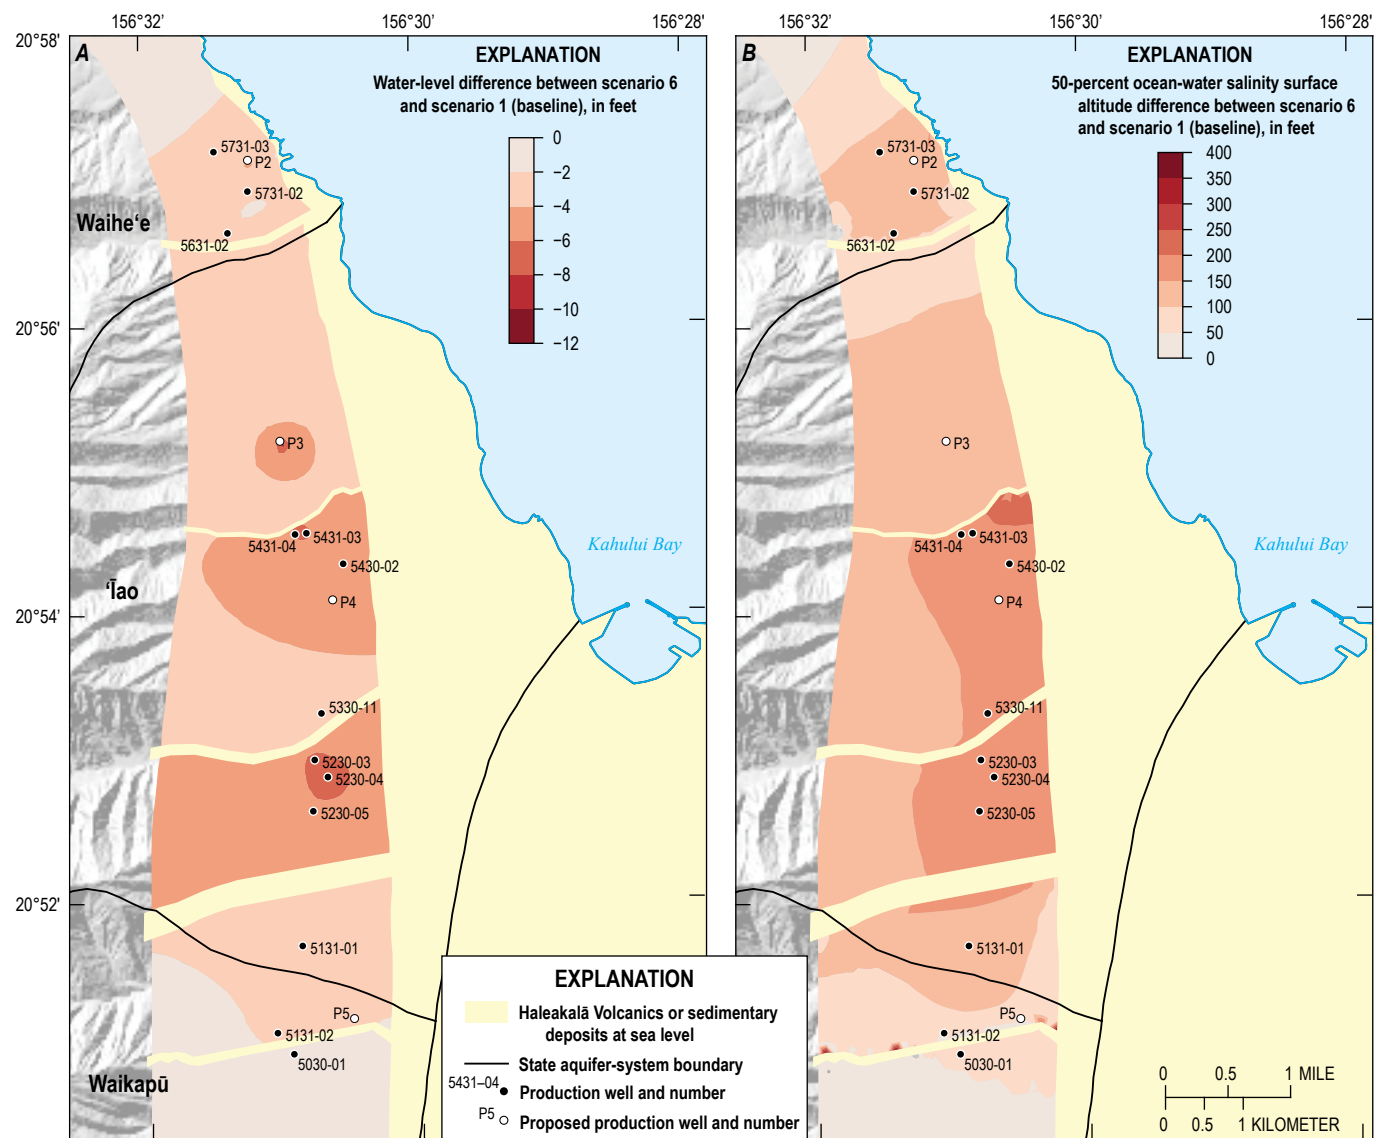 156°32'
156°30'
156°28'
156°32'
156°30'
156°28'
20°58'
20°56'
20°54'
20°52'
A
EXPLANATION
Water-level difference between scenario 6
and scenario 1 (baseline), in feet
0
−2
−4
−6
−8
−10
−12
5731-03
P2
5731-02
Waiheʻe
5631-02
P3
5431-03
5431-04
5430-02
Kahului Bay
ʻĪao
P4
5330-11
5230-03
5230-04
5230-05
5131-01
P5
5131-02
5030-01
Waikapū
B
EXPLANATION
50-percent ocean-water salinity surface
altitude difference between scenario 6
and scenario 1 (baseline), in feet
400
350
300
250
200
150
100
50
0
5731-03
P2
5731-02
5631-02
P3
5431-03
5431-04
5430-02
Kahului Bay
P4
5330-11
5230-03
5230-04
5230-05
5131-01
P5
5131-02
5030-01
0 0.5 1 MILE
0 0.5 1 KILOMETER
EXPLANATION
Haleakalā Volcanics or sedimentary
deposits at sea level
State aquifer-system boundary
5431–04 Production well and number
P5 Proposed production well and number